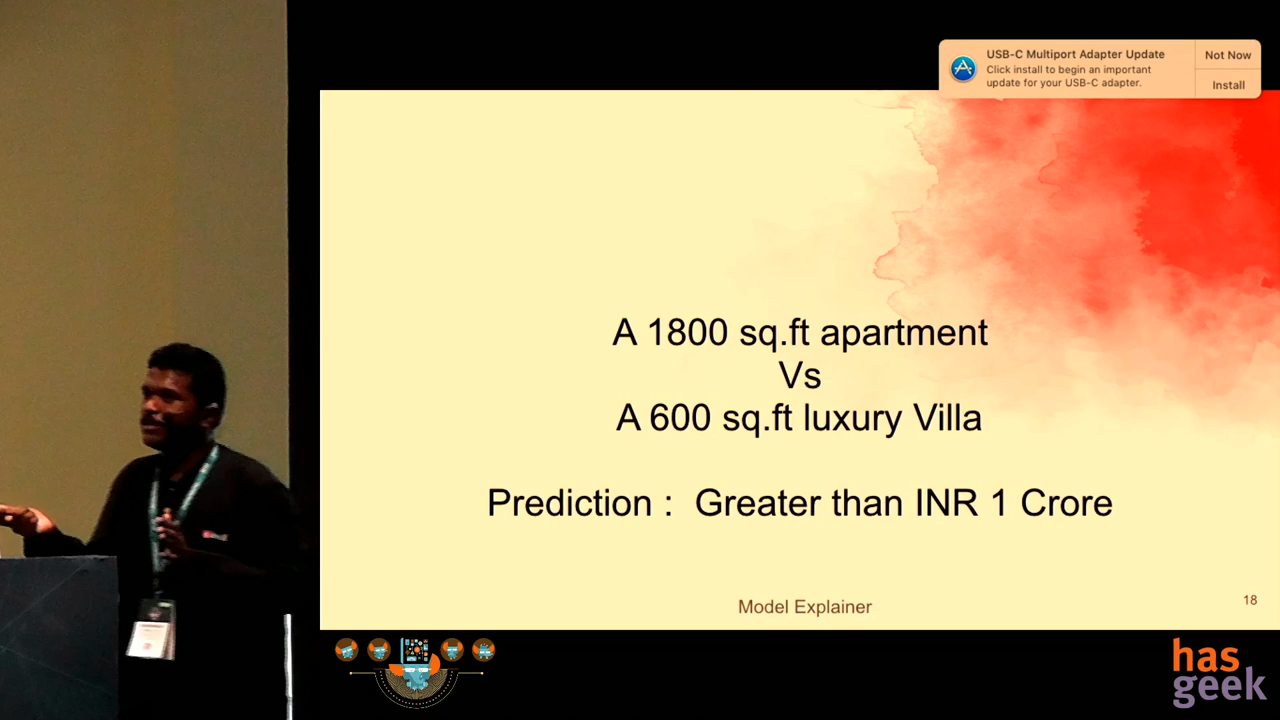 USB-C Multiport Adapter Update
Click install to begin an important
update for your USB-C adapter.
Not Now
Install
A 1800 sq.ft apartment
Vs
A 600 sq.ft luxury Villa
Prediction : Greater than INR 1 Crore
Model Explainer
18
has
geek